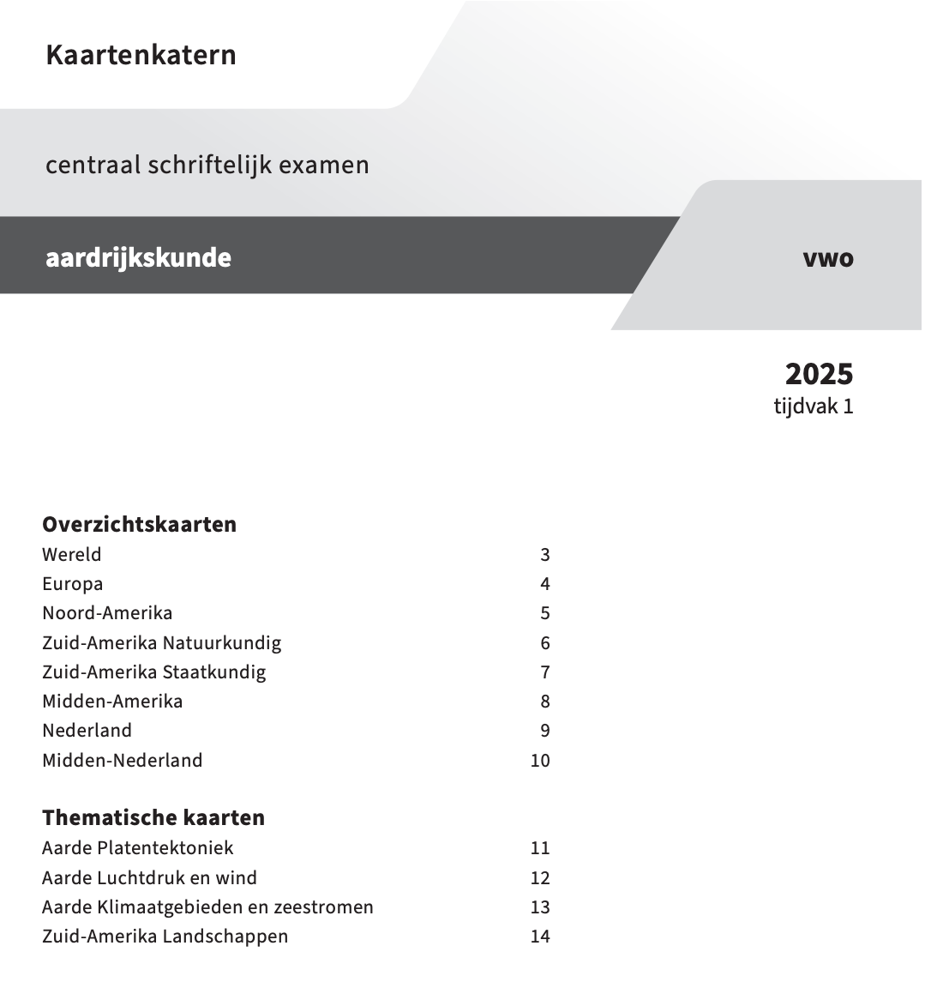 Kaartenkatern
centraal schriftelijk examen
aardrijkskunde
vwo
2025
tijdvak 1
Overzichtskaarten
Wereld 3
Europa 4
Noord-Amerika 5
Zuid-Amerika Natuurkundig 6
Zuid-Amerika Staatkundig 7
Midden-Amerika 8
Nederland 9
Midden-Nederland 10
Thematische kaarten
Aarde Platentektoniek 11
Aarde Luchtdruk en wind 12
Aarde Klimaatgebieden en zeestromen 13
Zuid-Amerika Landschappen 14